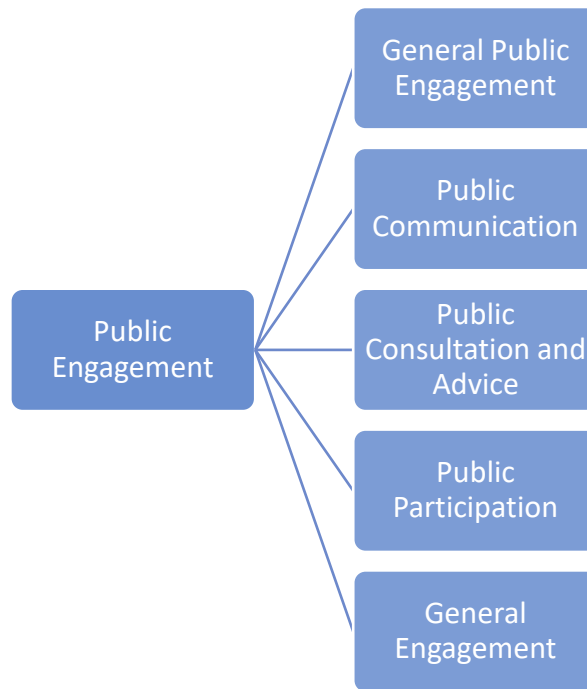 General Public
Engagement
Public
Communication
Public
Engagement
Public
Consultation and
Advice
Public
Participation
General
Engagement